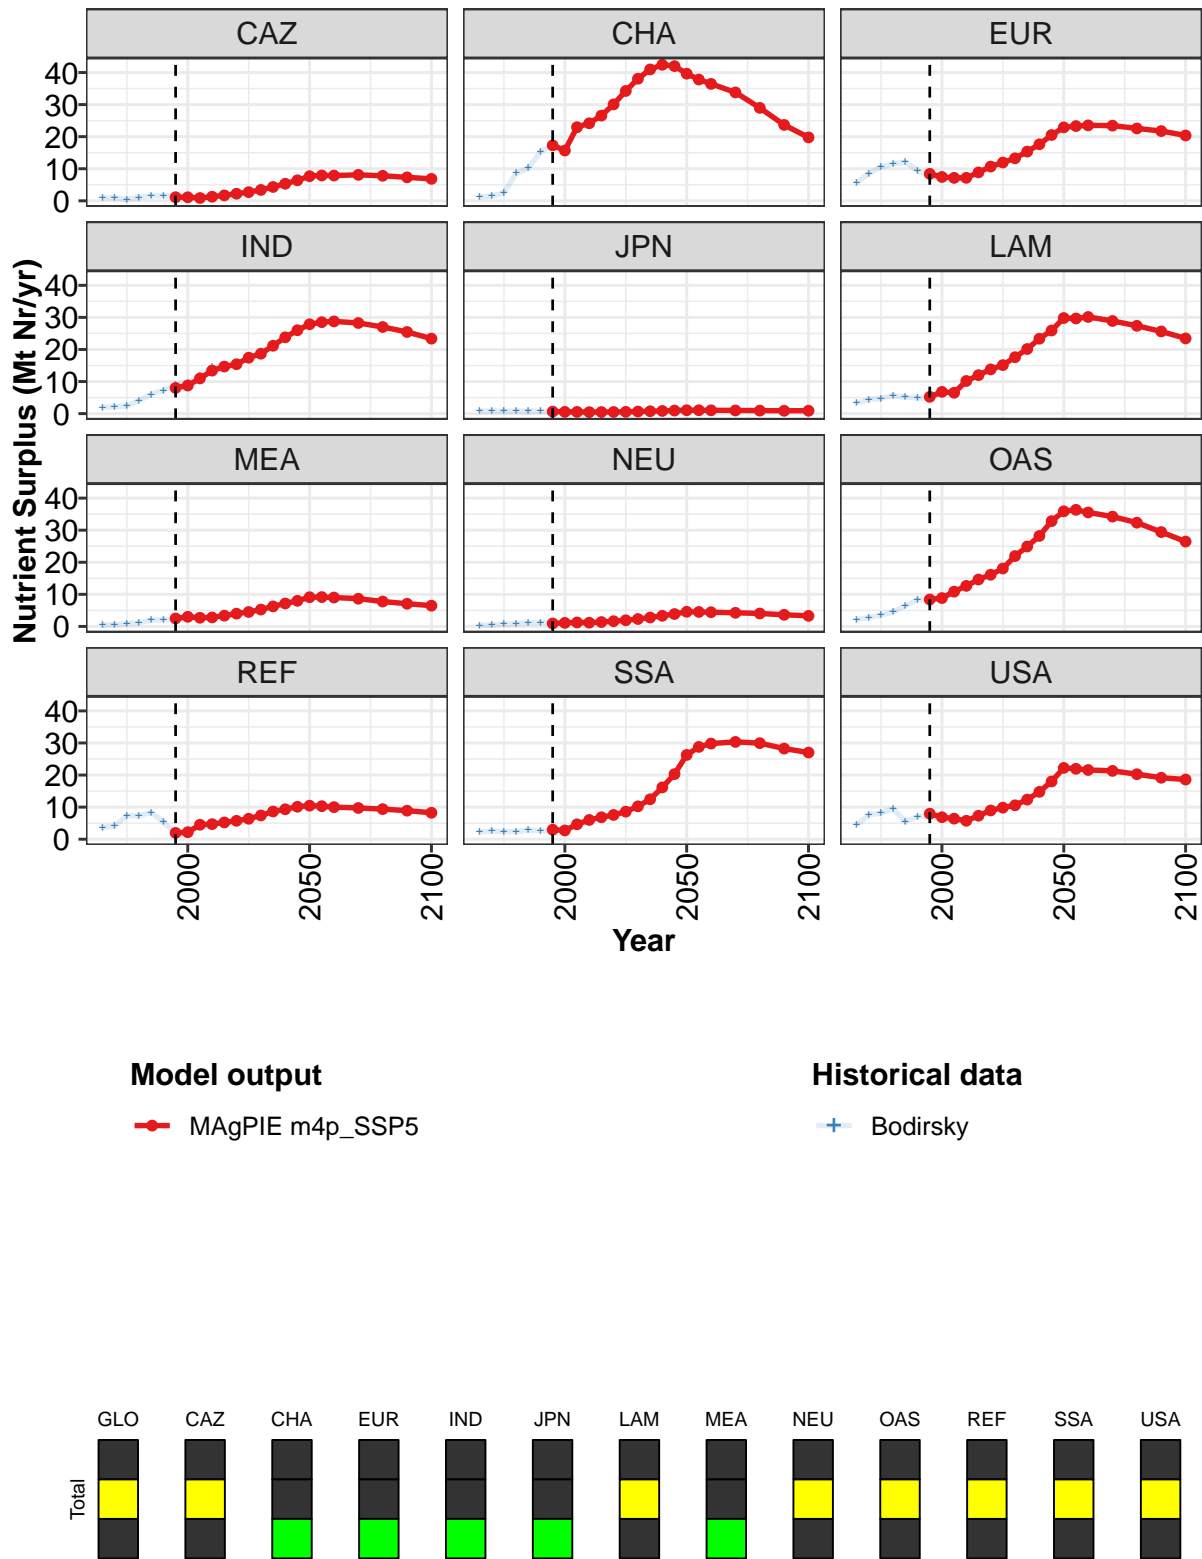 CAZ CHA EUR
40
30
20
10
0
IND JPN LAM
40
30
20
10
0
Nutrient Surplus (Mt Nr/yr)
MEA NEU OAS
40
30
20
10
0
REF SSA USA
40
30
20
10
0
2000 2050 2100 2000 2050 2100 2000 2050 2100
Year
Model output Historical data
MAgPIE m4p_SSP5 Bodirsky
GLO CAZ CHA EUR IND JPN LAM MEA NEU OAS REF SSA USA
Total